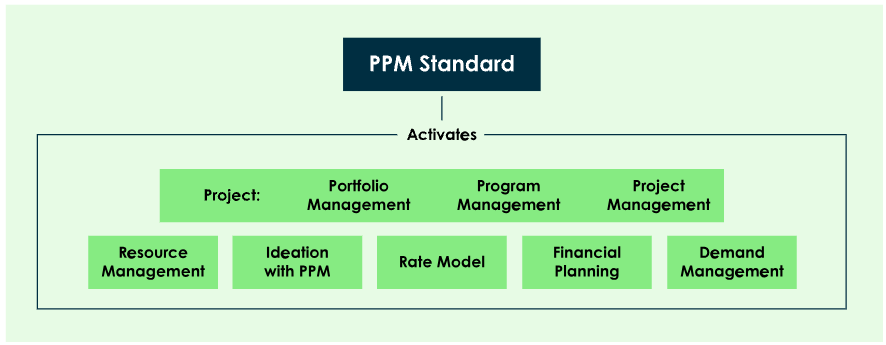 PPM Standard
Activates
Project:
Portfolio
Management
Program
Management
Project
Management
Resource
Management
Ideation
with PPM
Rate Model
Financial
Planning
Demand
Management